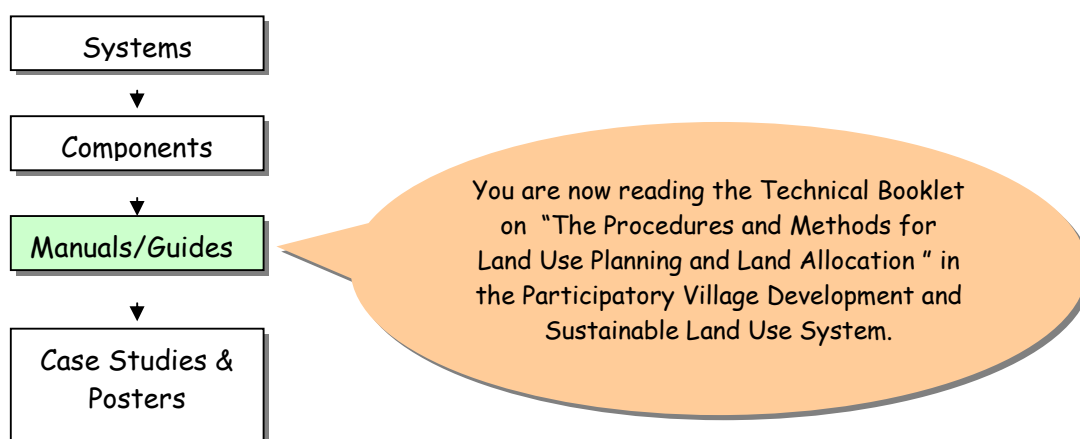 Systems
Components
Manuals/Guides
Case Studies &
Posters
You are now reading the Technical Booklet
on “The Procedures and Methods for
Land Use Planning and Land Allocation ” in
the Participatory Village Development and
Sustainable Land Use System.